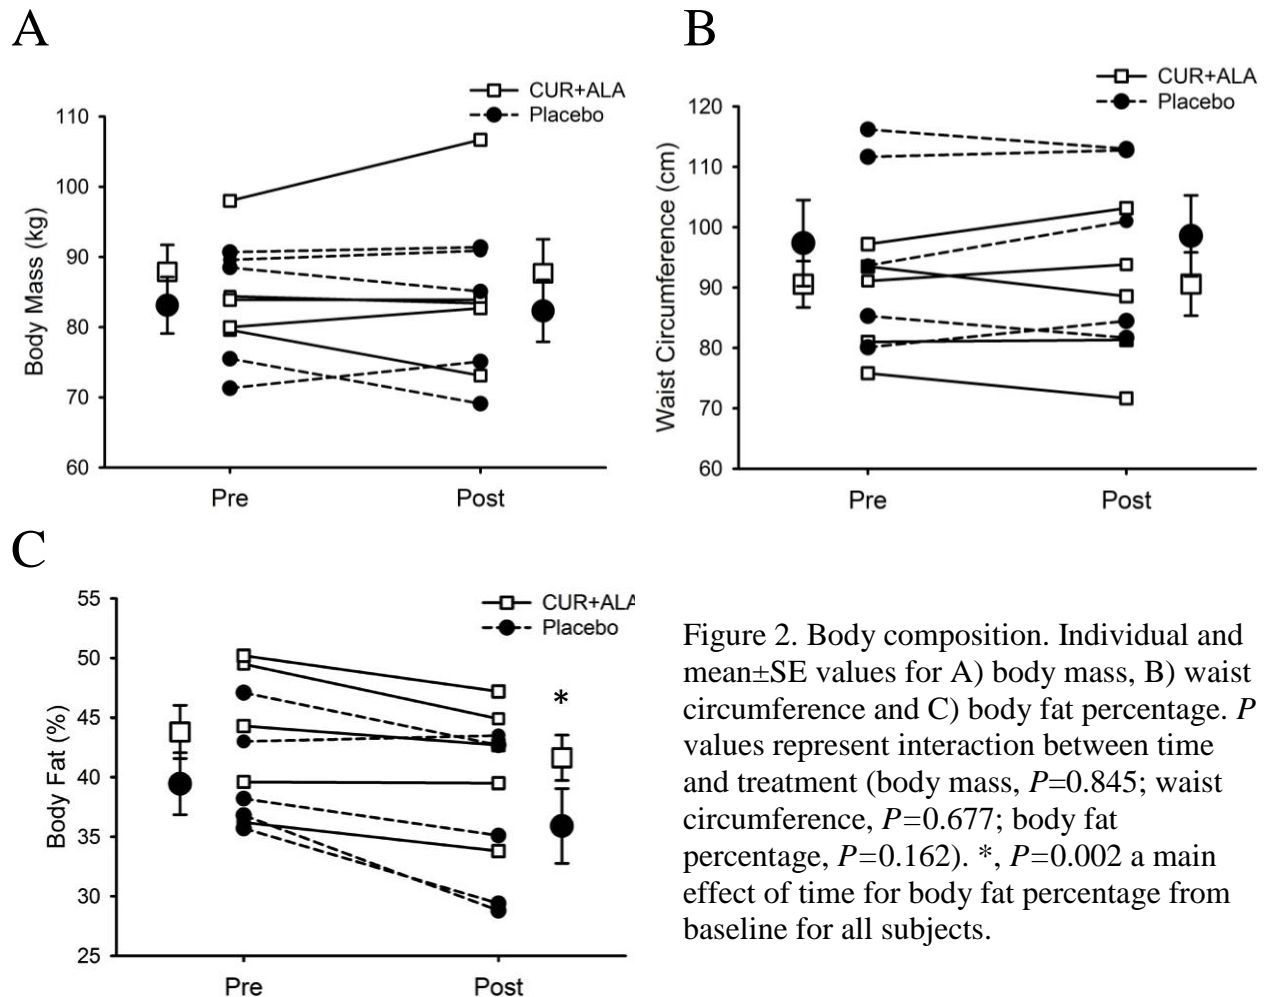 A
CUR+ALA
Placebo
110
100
90
80
70
60
Body Mass (kg)
Pre
Post
B
CUR+ALA
Placebo
120
110
100
90
80
70
60
Waist Circumference (cm)
Pre
Post
C
CUR+ALA
Placebo
55
50
45
40
35
30
25
Body Fat (%)
*
Pre
Post
Figure 2. Body composition. Individual and
mean±SE values for A) body mass, B) waist
circumference and C) body fat percentage. P
values represent interaction between time
and treatment (body mass, P=0.845; waist
circumference, P=0.677; body fat
percentage, P=0.162). *, P=0.002 a main
effect of time for body fat percentage from
baseline for all subjects.